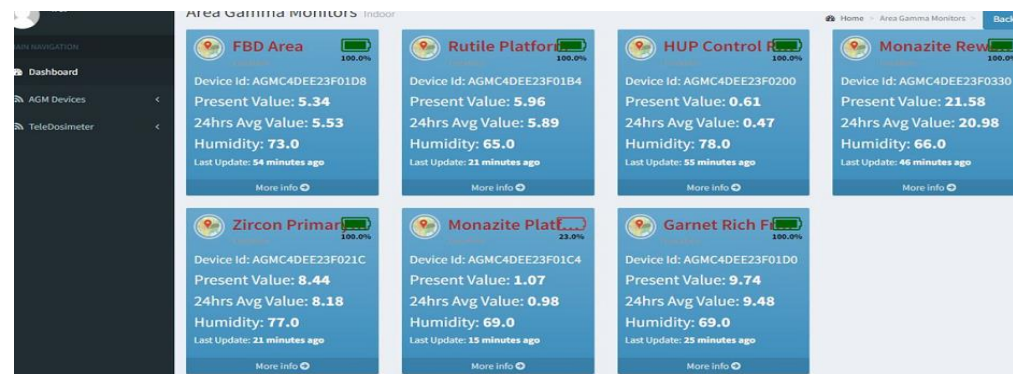 Area Gamma Monitors Indoor
Home > Area Gamma Monitors > Back
MAIN NAVIGATION
Dashboard
AGM Devices <
TeleDosimeter <
FBD Area
100.0%
Device Id: AGMC4DEE23F01D8
Present Value: 5.34
24hrs Avg Value: 5.53
Humidity: 73.0
Last Update: 54 minutes ago
More info
Rutile Platform
100.0%
Device Id: AGMC4DEE23F01B4
Present Value: 5.96
24hrs Avg Value: 5.89
Humidity: 65.0
Last Update: 21 minutes ago
More info
HUP Control
100.0%
Device Id: AGMC4DEE23F0200
Present Value: 0.61
24hrs Avg Value: 0.47
Humidity: 78.0
Last Update: 55 minutes ago
More info
Monazite Rew
100.0%
Device Id: AGMC4DEE23F0330
Present Value: 21.58
24hrs Avg Value: 20.98
Humidity: 66.0
Last Update: 46 minutes ago
More info
Zircon Primary
100.0%
Device Id: AGMC4DEE23F021C
Present Value: 8.44
24hrs Avg Value: 8.18
Humidity: 77.0
Last Update: 21 minutes ago
More info
Monazite Platf...
23.0%
Device Id: AGMC4DEE23F01C4
Present Value: 1.07
24hrs Avg Value: 0.98
Humidity: 69.0
Last Update: 15 minutes ago
More info
Garnet Rich
100.0%
Device Id: AGMC4DEE23F01D0
Present Value: 9.74
24hrs Avg Value: 9.48
Humidity: 69.0
Last Update: 25 minutes ago
More info